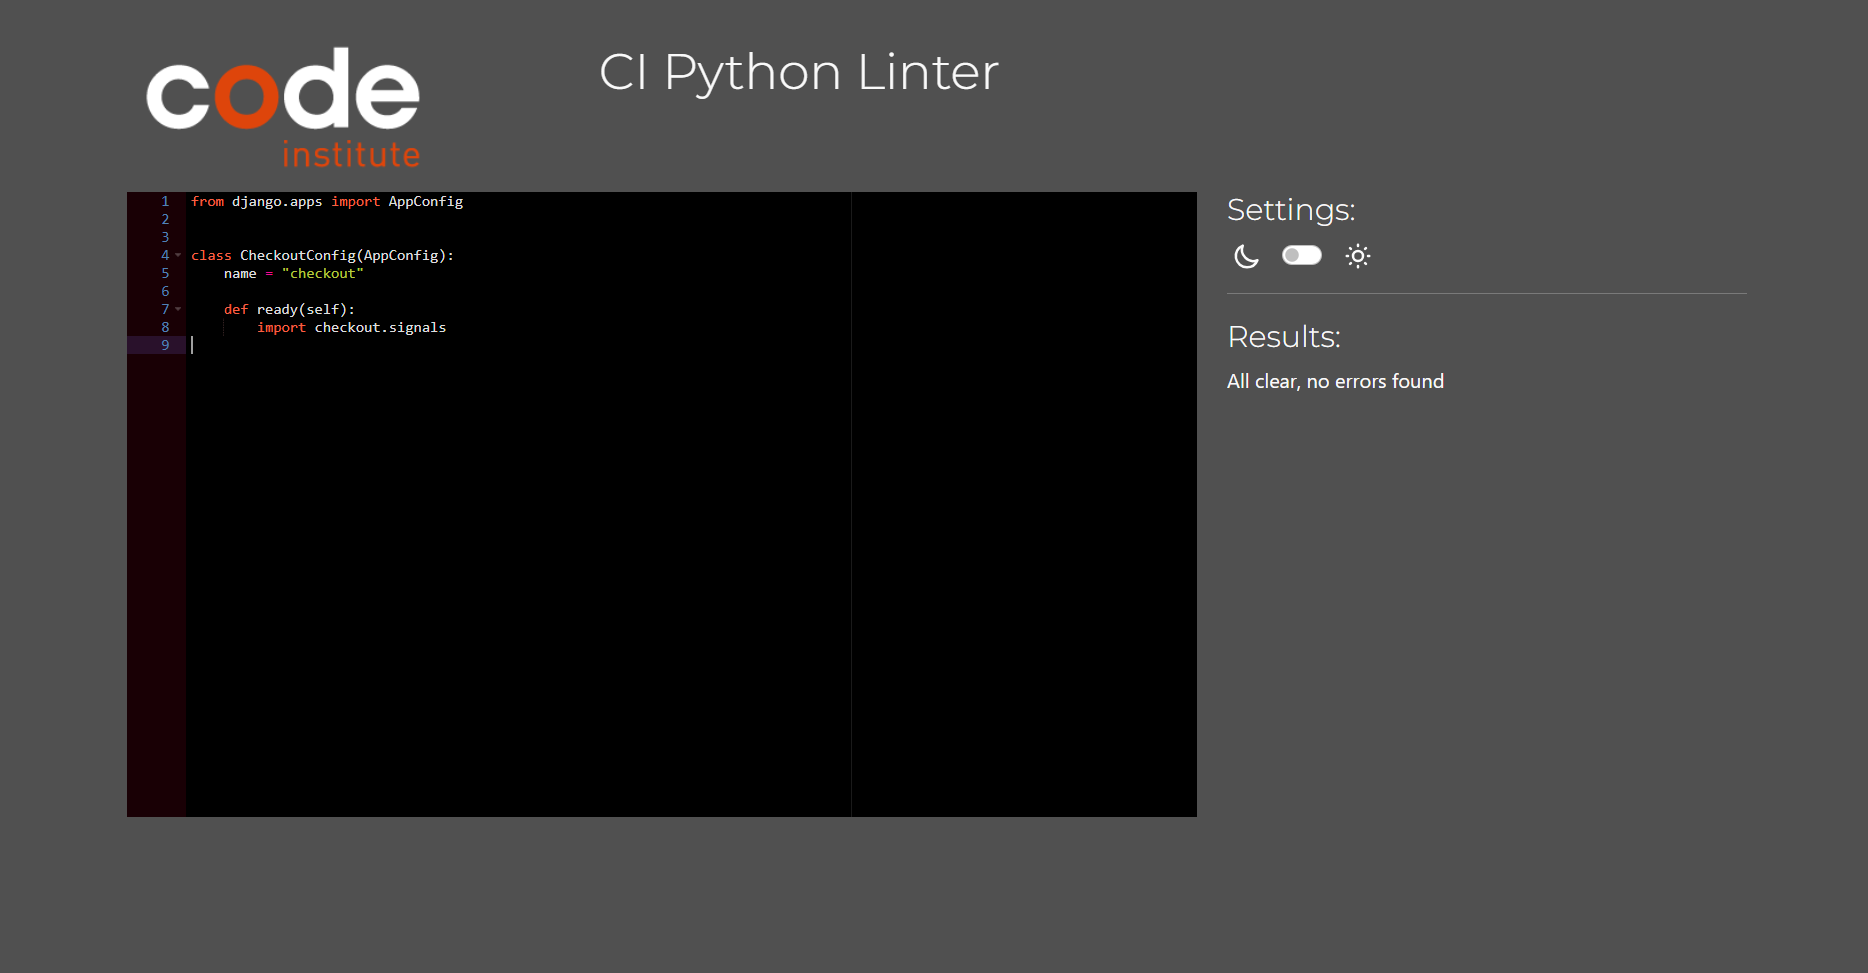 code
institute
CI Python Linter
1 from django.apps import AppConfig
2
3
4 class CheckoutConfig(AppConfig):
5     name = "checkout"
6
7     def ready(self):
8         import checkout.signals
9
Settings:
Results:
All clear, no errors found